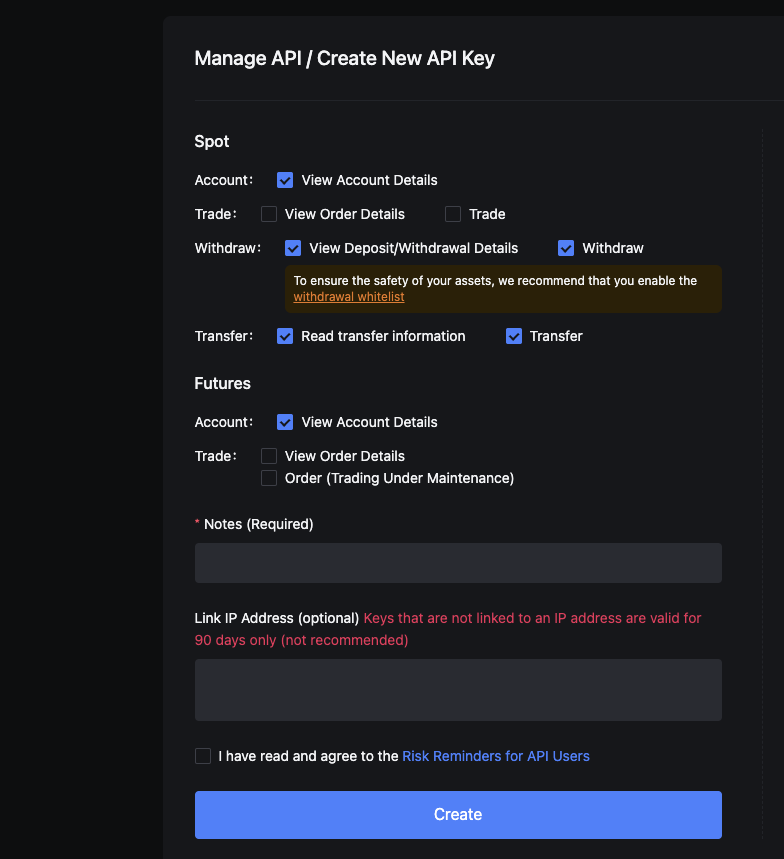 Manage API / Create New API Key
Spot
Account: View Account Details
Trade: View Order Details Trade
Withdraw: View Deposit/Withdrawal Details Withdraw
To ensure the safety of your assets, we recommend that you enable the
withdrawal whitelist
Transfer: Read transfer information Transfer
Futures
Account: View Account Details
Trade: View Order Details
Order (Trading Under Maintenance)
* Notes (Required)
Link IP Address (optional) Keys that are not linked to an IP address are valid for
90 days only (not recommended)
I have read and agree to the Risk Reminders for API Users
Create